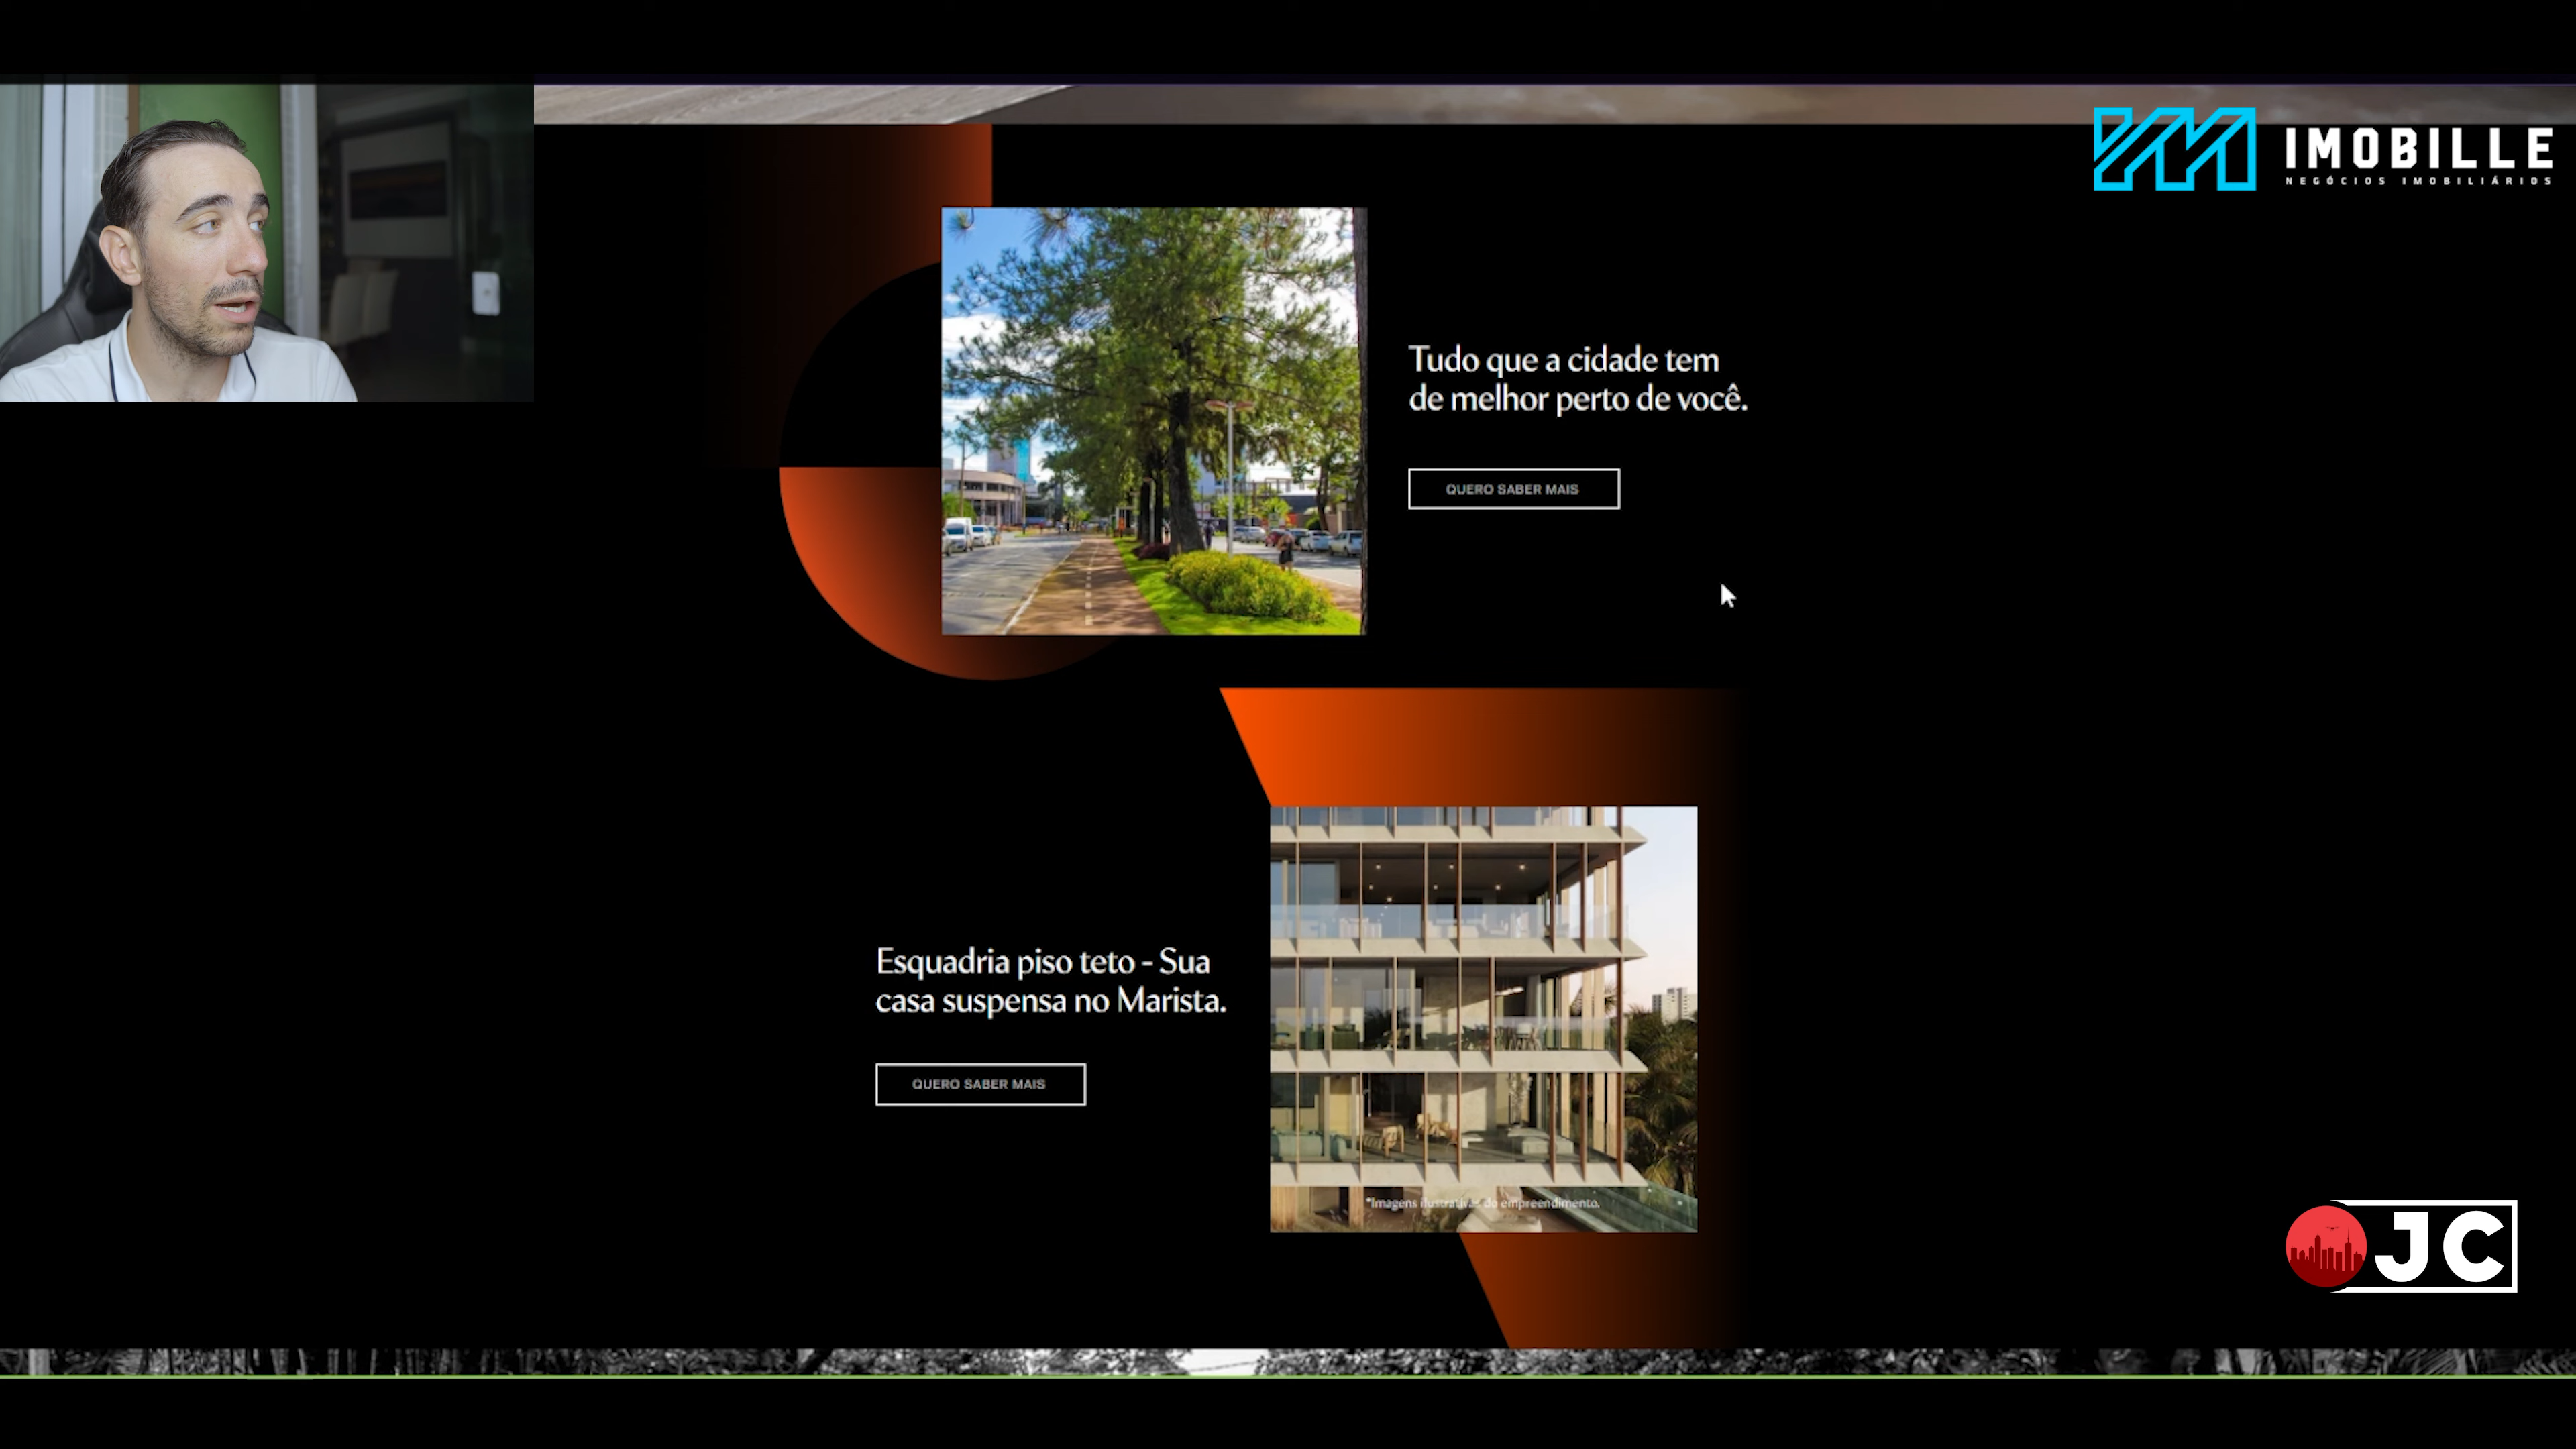 IMOBILLE
NEGÓCIOS IMOBILIÁRIOS
Tudo que a cidade tem
de melhor perto de você.
QUERO SABER MAIS
Esquadria piso teto - Sua
casa suspensa no Marista.
QUERO SABER MAIS
*Imagens ilustrativas do empreendimento.
JC